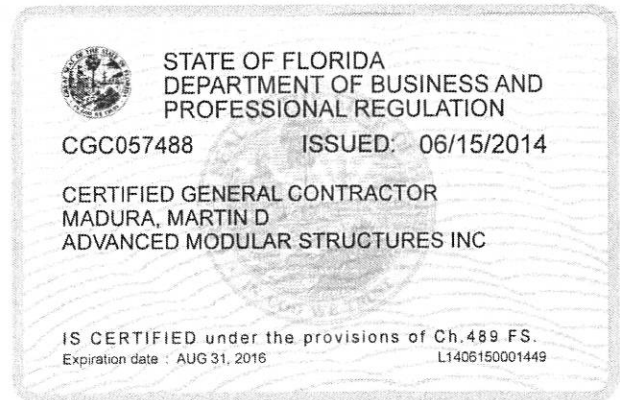 STATE OF FLORIDA
DEPARTMENT OF BUSINESS AND
PROFESSIONAL REGULATION
CGC057488 ISSUED: 06/15/2014
CERTIFIED GENERAL CONTRACTOR
MADURA, MARTIN D
ADVANCED MODULAR STRUCTURES INC
IS CERTIFIED under the provisions of Ch.489 FS.
Expiration date : AUG 31, 2016 L1406150001449